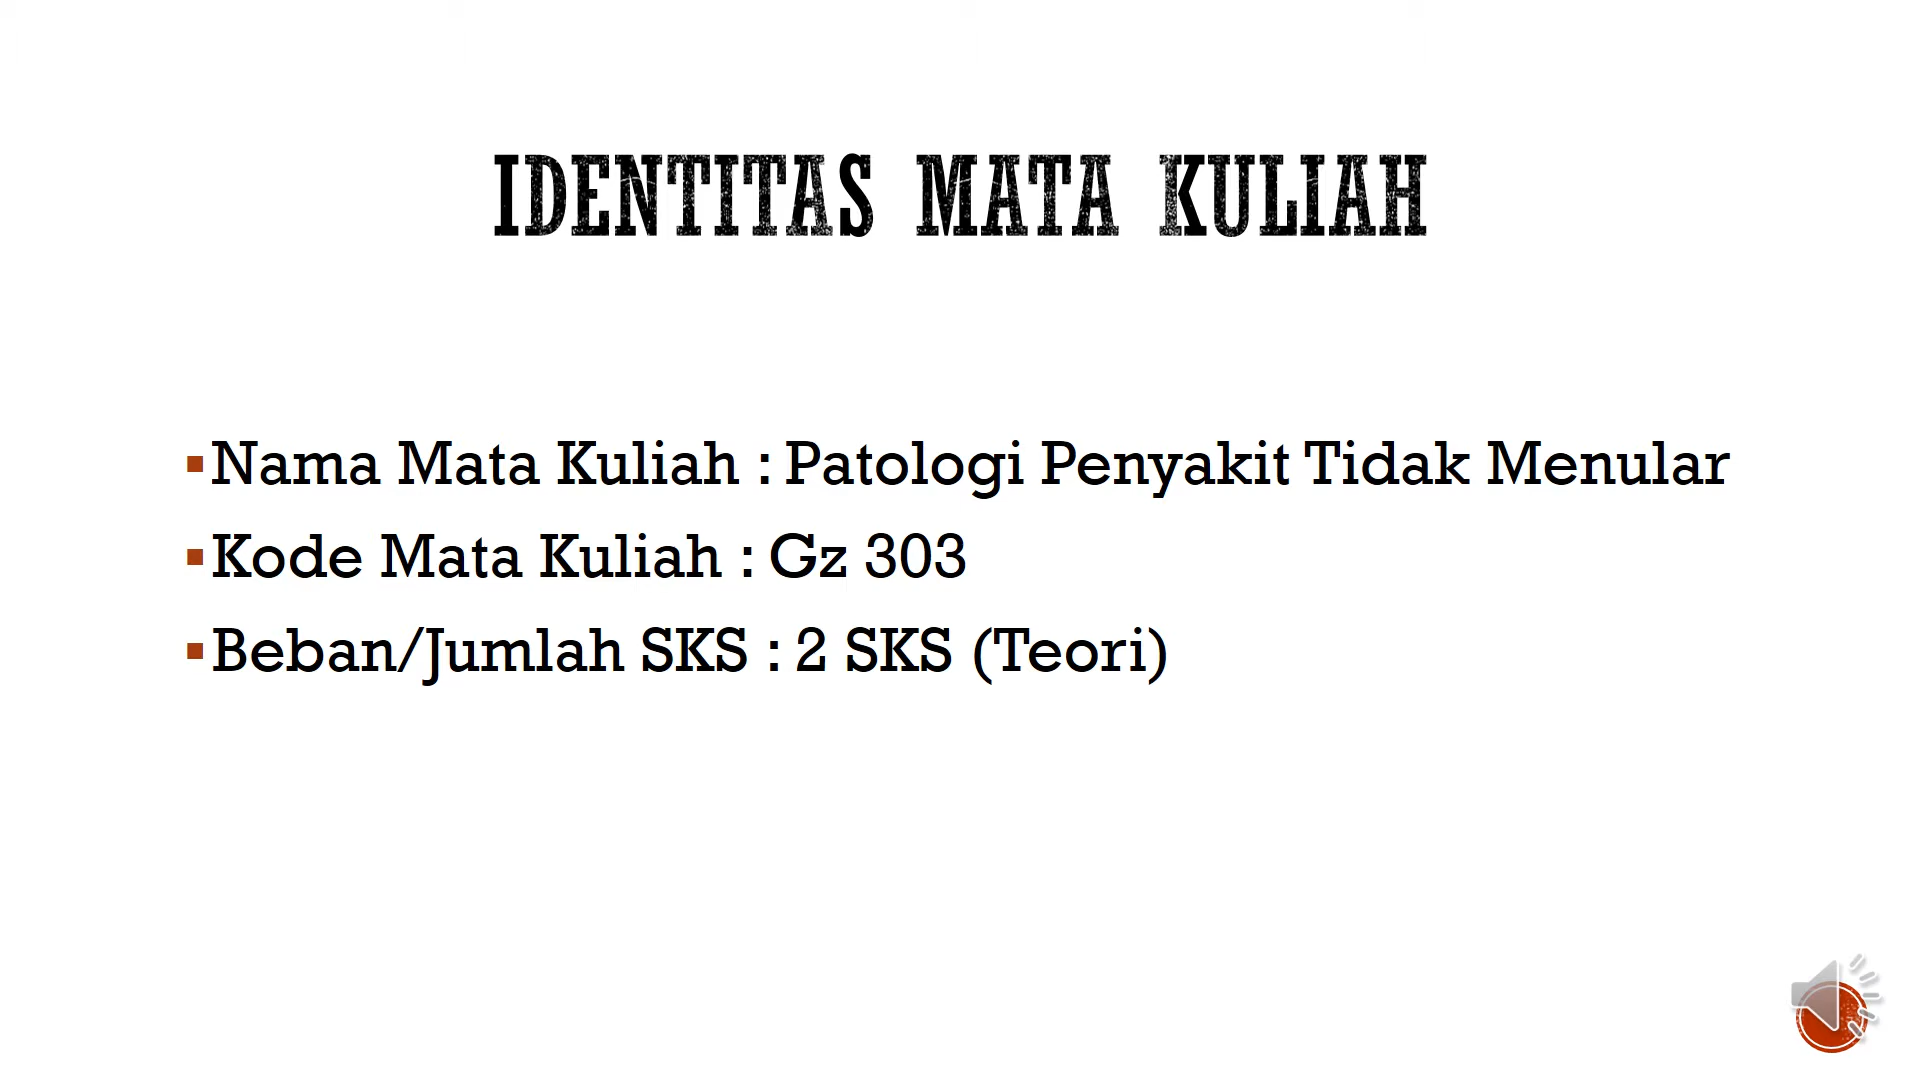 IDENTITAS MATA KULIAH
▪Nama Mata Kuliah : Patologi Penyakit Tidak Menular
▪Kode Mata Kuliah : Gz 303
▪Beban/Jumlah SKS : 2 SKS (Teori)